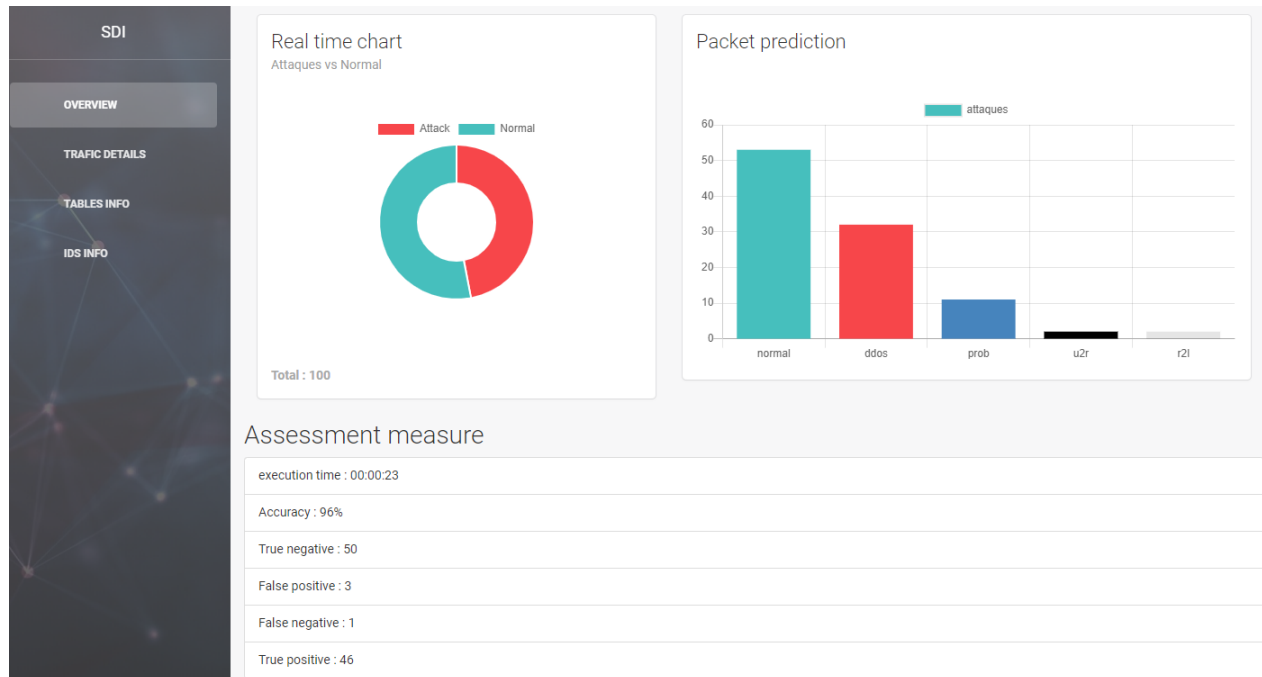 SDI
OVERVIEW
TRAFIC DETAILS
TABLES INFO
IDS INFO
Real time chart
Attaques vs Normal
Attack Normal
Total : 100
Packet prediction
attaques
60
50
40
30
20
10
0
normal ddos prob u2r r2l
Assessment measure
execution time : 00:00:23
Accuracy : 96%
True negative : 50
False positive : 3
False negative : 1
True positive : 46